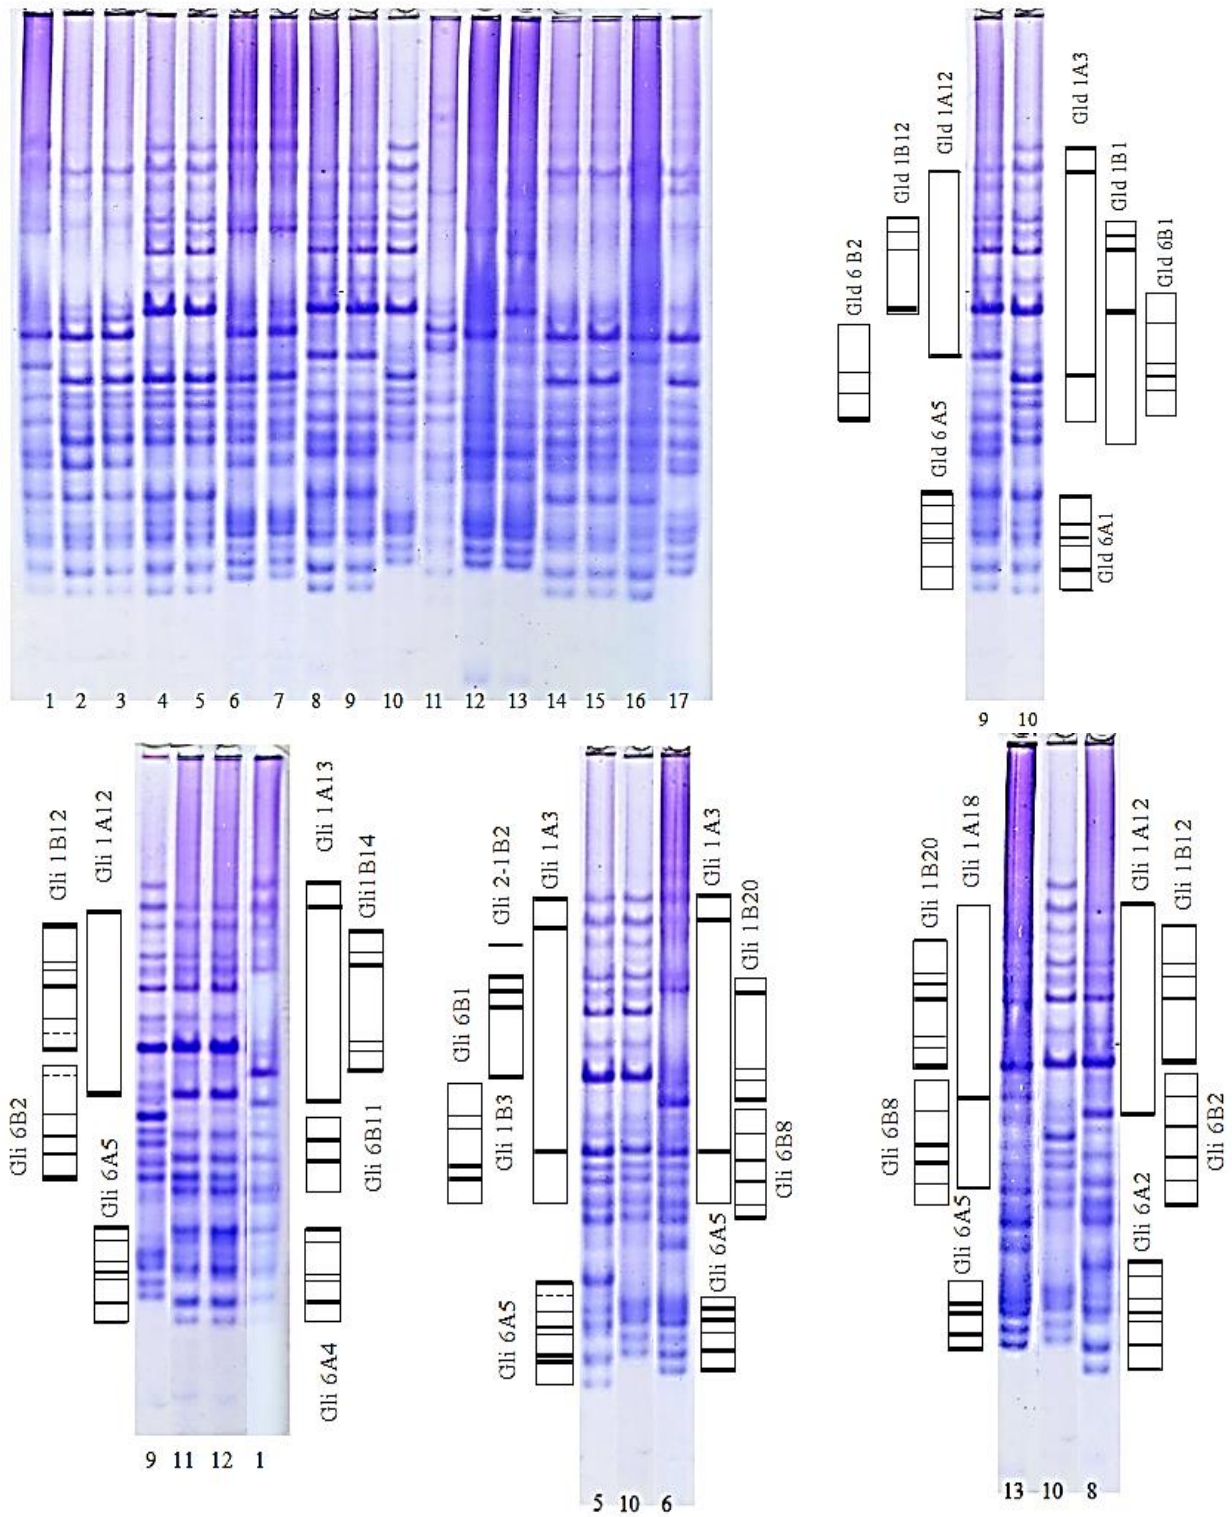 1 2 3 4 5 6 7 8 9 10 11 12 13 14 15 16 17
Gld 6 B2
Gld 1B12
Gld 1A12
Gld 1A3
Gld 1B1
Gld 6B1
Gld 6 A5
Gld 6A1
9 10
Gli 1B12
Gli 1A12
Gli 1A13
Gli1B14
Gli 6B2
Gli 6A5
Gli 6B11
Gli 6A4
9 11 12 1
Gli 6B1
Gli 2-1B2
Gli 1A3
Gli 1A3
Gli 1B20
Gli 1B3
Gli 6B8
Gli 6A5
Gli 6A5
5 10 6
Gli 1B20
Gli 1A18
Gli 1A12
Gli 1B12
Gli 6B8
Gli 6B2
Gli 6A5
Gli 6A2
13 10 8